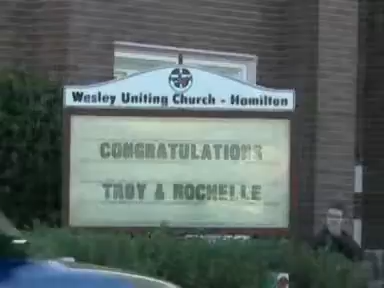 Wesley Uniting Church - Hamilton
CONGRATULATIONS
TROY & ROCHELLE